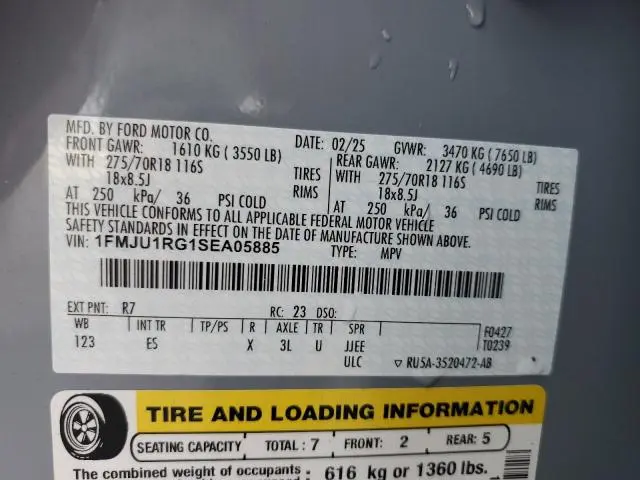 MFD. BY FORD MOTOR CO. DATE: 02/25 GVWR: 3470 KG ( 7650 LB)
FRONT GAWR: 1610 KG ( 3550 LB) REAR GAWR: 2127 KG ( 4690 LB)
WITH 275/70R18 116S TIRES WITH 275/70R18 116S TIRES
18x8.5J RIMS 18x8.5J RIMS
AT 250 kPa/ 36 PSI COLD AT 250 kPa/ 36 PSI COLD
THIS VEHICLE CONFORMS TO ALL APPLICABLE FEDERAL MOTOR VEHICLE
SAFETY STANDARDS IN EFFECT ON THE DATE OF MANUFACTURE SHOWN ABOVE.
VIN: 1FMJU1RG1SEA05885 TYPE: MPV
EXT PNT: R7 RC: 23 DSO:
WB INT TR TP/PS R AXLE TR SPR F0427
123 ES X 3L U JJEE T0239
ULC ▽ RU5A-3520472-AB
TIRE AND LOADING INFORMATION
SEATING CAPACITY TOTAL: 7 FRONT: 2 REAR: 5
The combined weight of occupants : 616 kg or 1360 lbs.